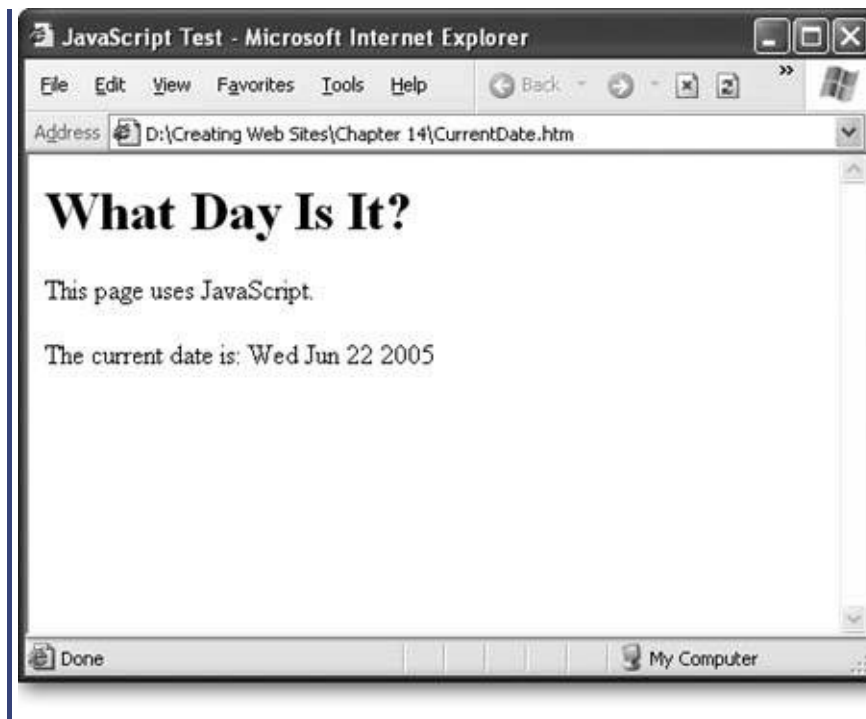 JavaScript Test - Microsoft Internet Explorer
File Edit View Favorites Tools Help Back »
Address D:\Creating Web Sites\Chapter 14\CurrentDate.htm
What Day Is It?
This page uses JavaScript.
The current date is: Wed Jun 22 2005
Done My Computer